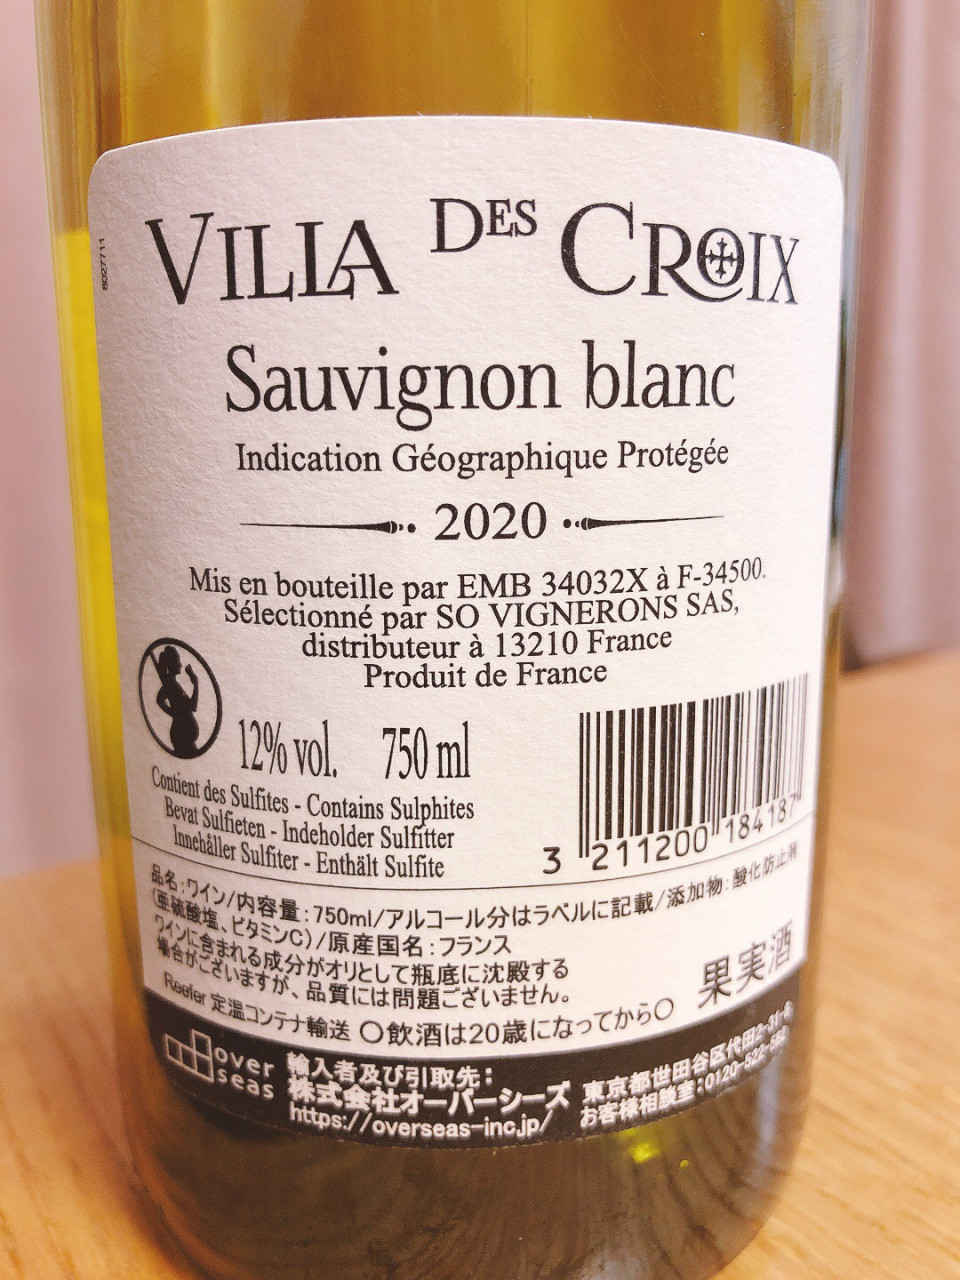 VILLA DES CROIX
8027711
Sauvignon blanc
Indication Géographique Protégée
2020
Mis en bouteille par EMB 34032X à F-34500.
Sélectionné par SO VIGNERONS SAS,
distributeur à 13210 France
Produit de France
12% vol. 750 ml
Contient des Sulfites - Contains Sulphites
Bevat Sulfieten - Indeholder Sulfitter
Innehåller Sulfiter - Enthält Sulfite
3 211200 184187
品名:ワイン/内容量:750ml/アルコール分はラベルに記載/添加物:酸化防止剤
(亜硫酸塩、ビタミンC)/原産国名:フランス
ワインに含まれる成分がオリとして瓶底に沈殿する
場合がございますが、品質には問題ございません。
果実酒
Reefer 定温コンテナ輸送 〇飲酒は20歳になってから〇
over
seas
輸入者及び引取先:
株式会社オーバーシーズ
https://overseas-inc.jp/
東京都世田谷区代田
お客様相談室:0120-522-582